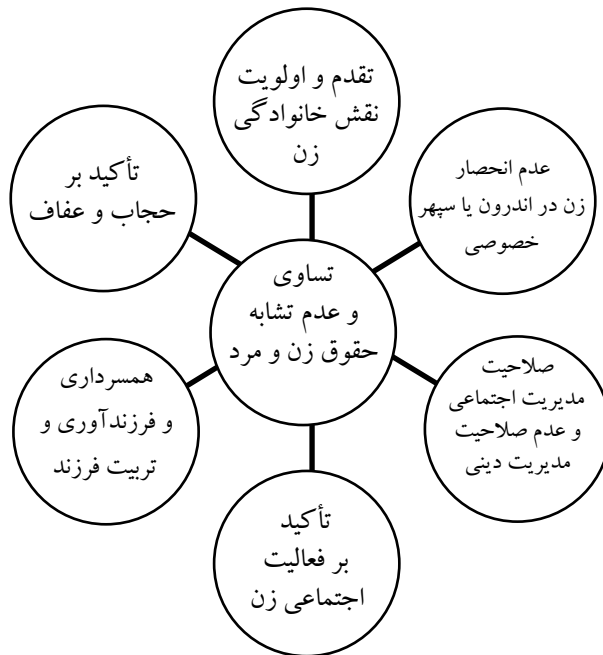 تقدم و اولویت
نقش خانوادگی
زن
عدم انحصار
زن در اندرون یا سپهر
خصوصی
تأکید بر
حجاب و عفاف
تساوی
و عدم تشابه
حقوق زن و مرد
صلاحیت
مدیریت اجتماعی
و عدم صلاحیت
مدیریت دینی
همسرداری
و فرزندآوری و
تربیت فرزند
تأکید
بر فعالیت
اجتماعی زن